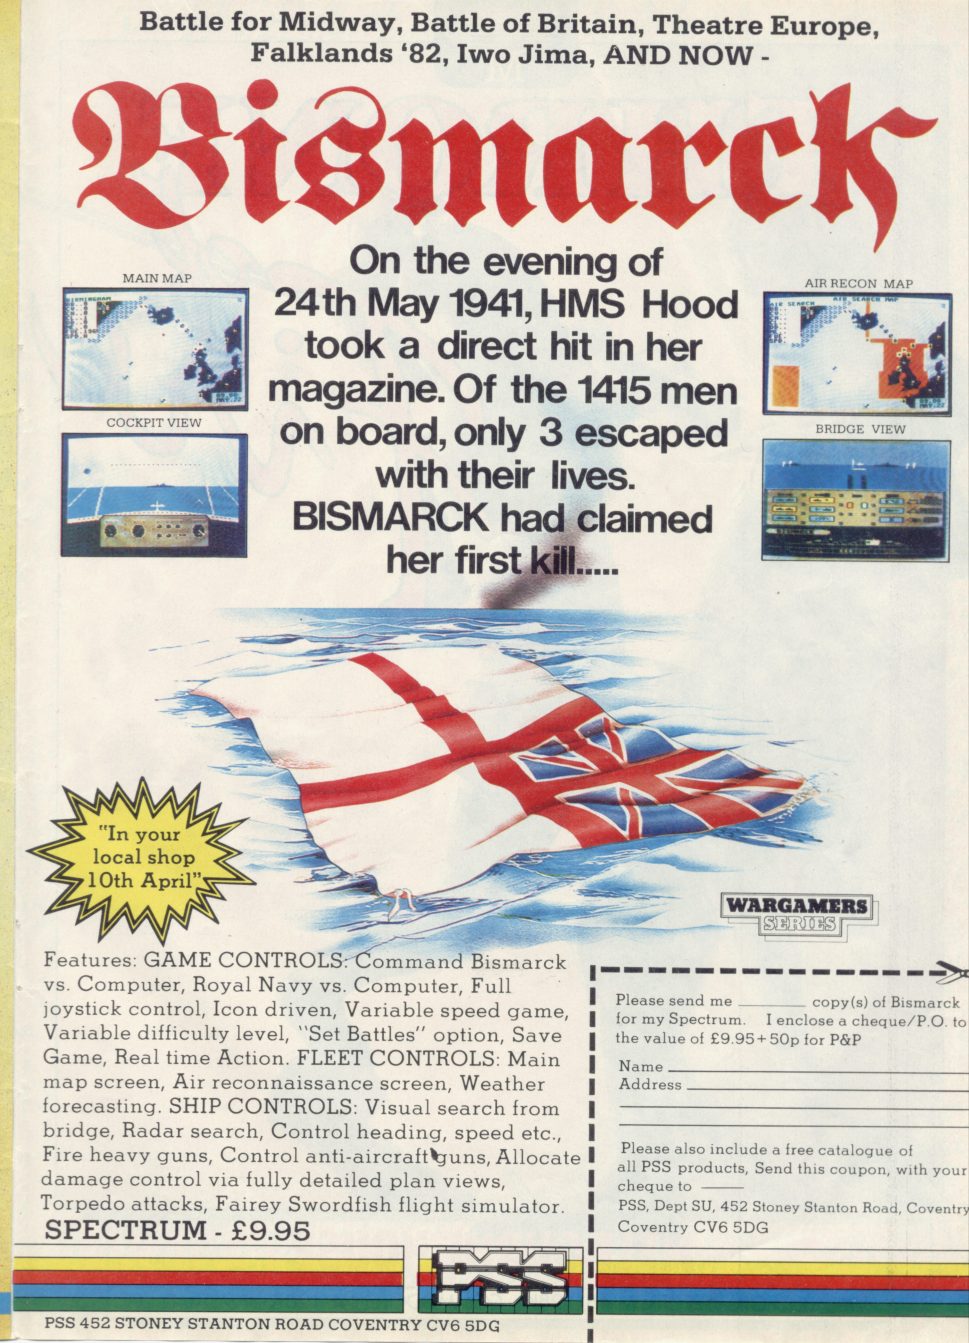 Battle for Midway, Battle of Britain, Theatre Europe,
Falklands '82, Iwo Jima, AND NOW -
Bismarck
On the evening of
24th May 1941, HMS Hood
took a direct hit in her
magazine. Of the 1415 men
on board, only 3 escaped
with their lives.
BISMARCK had claimed
her first kill.....
MAIN MAP
BIRMINGHAM
COCKPIT VIEW
AIR RECON MAP
AIR SEARCH AIR SEARCH MAP
BRIDGE VIEW
"In your
local shop
10th April"
WARGAMERS
SERIES
Features: GAME CONTROLS: Command Bismarck
vs. Computer, Royal Navy vs. Computer, Full
joystick control, Icon driven, Variable speed game,
Variable difficulty level, "Set Battles" option, Save
Game, Real time Action. FLEET CONTROLS: Main
map screen, Air reconnaissance screen, Weather
forecasting. SHIP CONTROLS: Visual search from
bridge, Radar search, Control heading, speed etc.,
Fire heavy guns, Control anti-aircraft guns, Allocate
damage control via fully detailed plan views,
Torpedo attacks, Fairey Swordfish flight simulator.
SPECTRUM - £9.95
Please send me ________ copy(s) of Bismarck
for my Spectrum. I enclose a cheque/P.O. to
the value of £9.95+50p for P&P
Name
Address
Please also include a free catalogue of
all PSS products, Send this coupon, with your
cheque to ——
PSS, Dept SU, 452 Stoney Stanton Road, Coventry
Coventry CV6 5DG
PSS
PSS 452 STONEY STANTON ROAD COVENTRY CV6 5DG